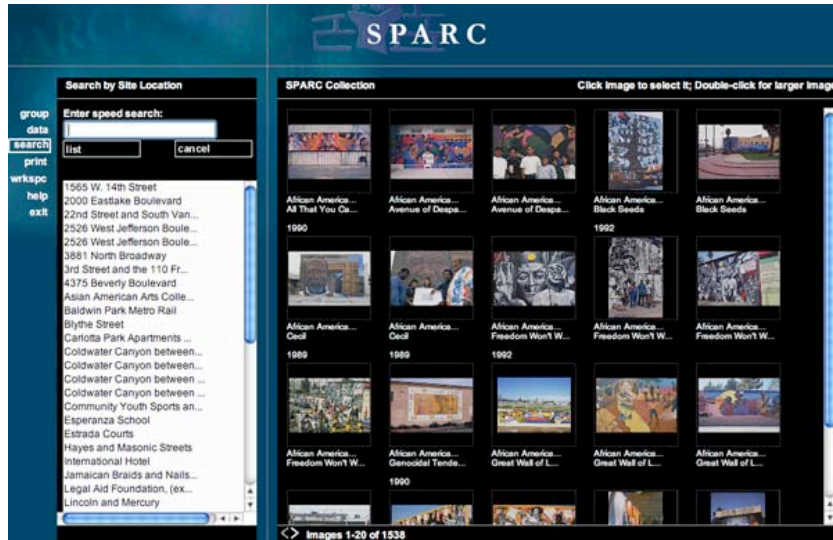 SPARC
Search by Site Location
SPARC Collection
Click image to select it; Double-click for larger image
group
data
search
print
wrkspc
help
exit
Enter speed search:
list
cancel
1565 W. 14th Street
2000 Eastlake Boulevard
22nd Street and South Van...
2526 West Jefferson Boule...
2526 West Jefferson Boule...
3881 North Broadway
3rd Street and the 110 Fr...
4375 Beverly Boulevard
Asian American Arts Colle...
Baldwin Park Metro Rail
Blythe Street
Carlotta Park Apartments ...
Coldwater Canyon between...
Coldwater Canyon between...
Coldwater Canyon between ...
Coldwater Canyon between ...
Community Youth Sports an...
Esperanza School
Estrada Courts
Hayes and Masonic Streets
International Hotel
Jamaican Braids and Nails...
Legal Aid Foundation, (ex...
Lincoln and Mercury
African America...
All That You Ca...
1990
African America...
Avenue of Despa...
African America...
Avenue of Despa...
African America...
Black Seeds
1992
African America...
Black Seeds
African America...
Cecil
1989
African America...
Cecil
1989
African America...
Freedom Won't W...
1992
African America...
Freedom Won't W...
African America...
Freedom Won't W...
African America...
Freedom Won't W...
African America...
Genocidal Tende...
1990
African America...
Great Wall of L...
African America...
Great Wall of L...
African America...
Great Wall of L...
<> Images 1-20 of 1538